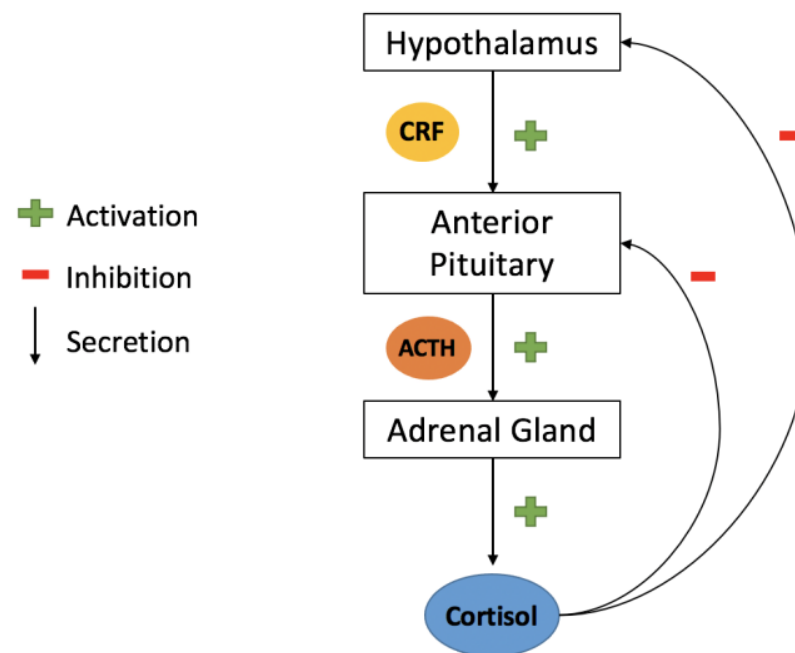 Hypothalamus
CRF
Activation
Anterior
Pituitary
Inhibition
Secretion
ACTH
Adrenal Gland
Cortisol